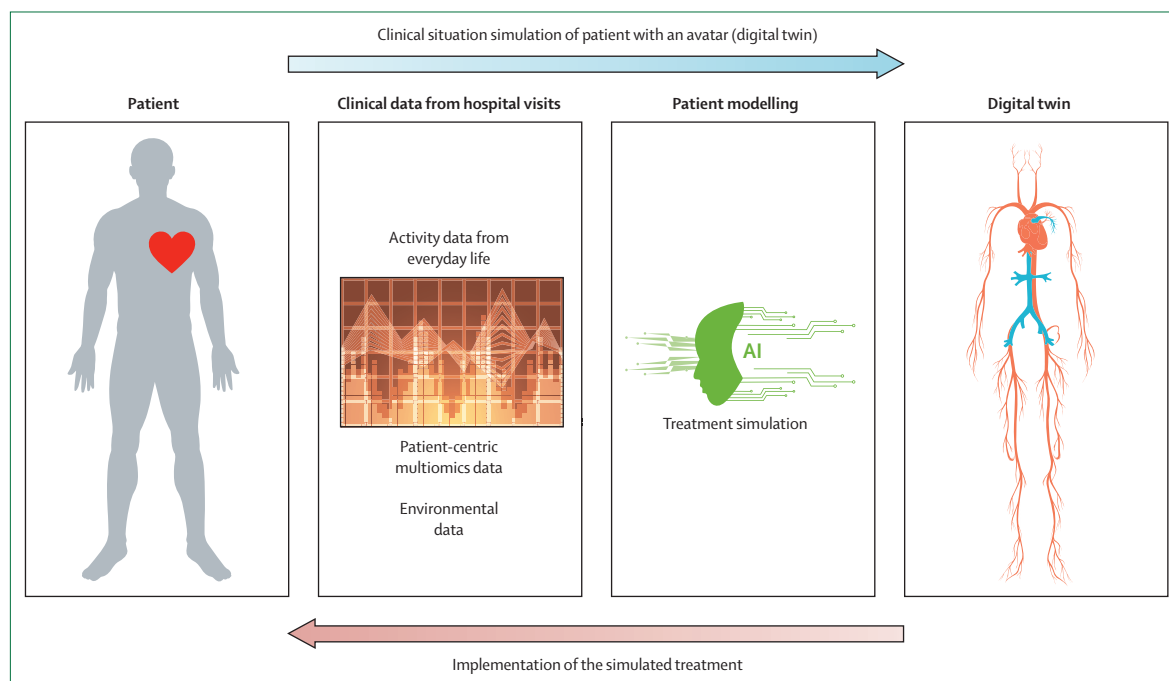 Clinical situation simulation of patient with an avatar (digital twin)
Patient
Clinical data from hospital visits
Patient modelling
Digital twin
Activity data from
everyday life
Patient-centric
multiomics data
Environmental
data
AI
Treatment simulation
Implementation of the simulated treatment